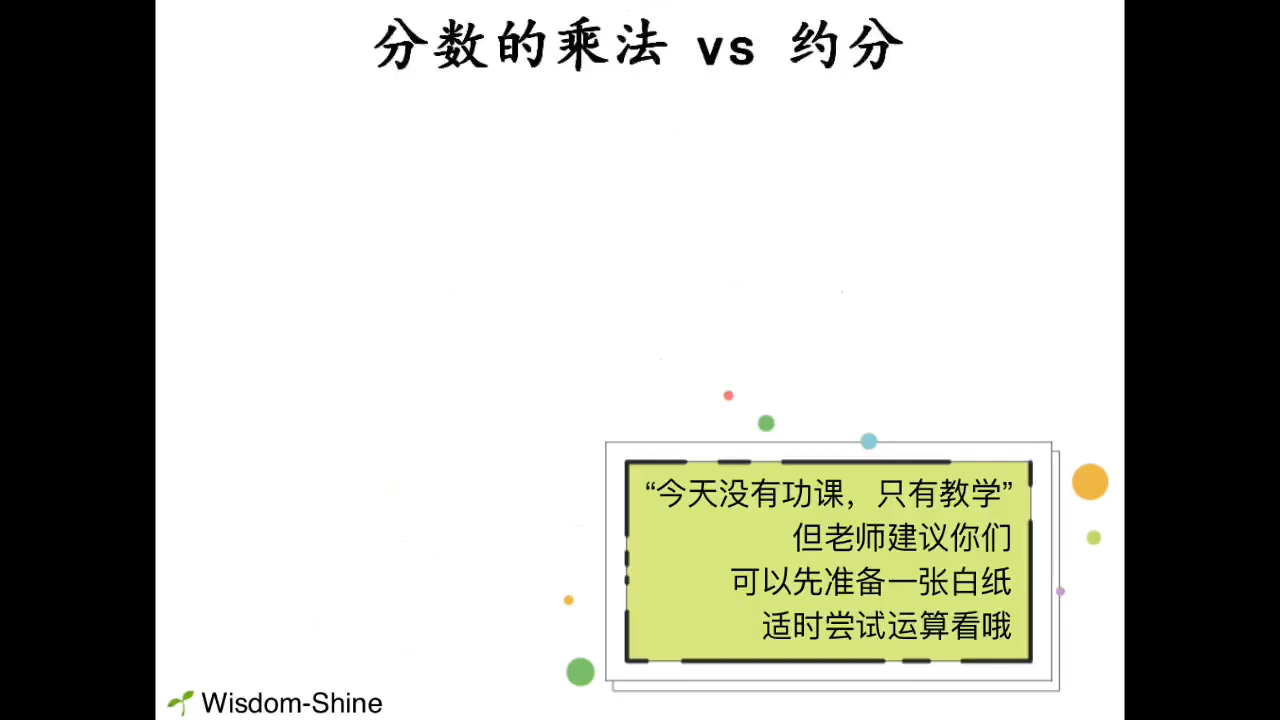 分数的乘法 vs 约分
“今天没有功课，只有教学”
但老师建议你们
可以先准备一张白纸
适时尝试运算看哦
Wisdom-Shine